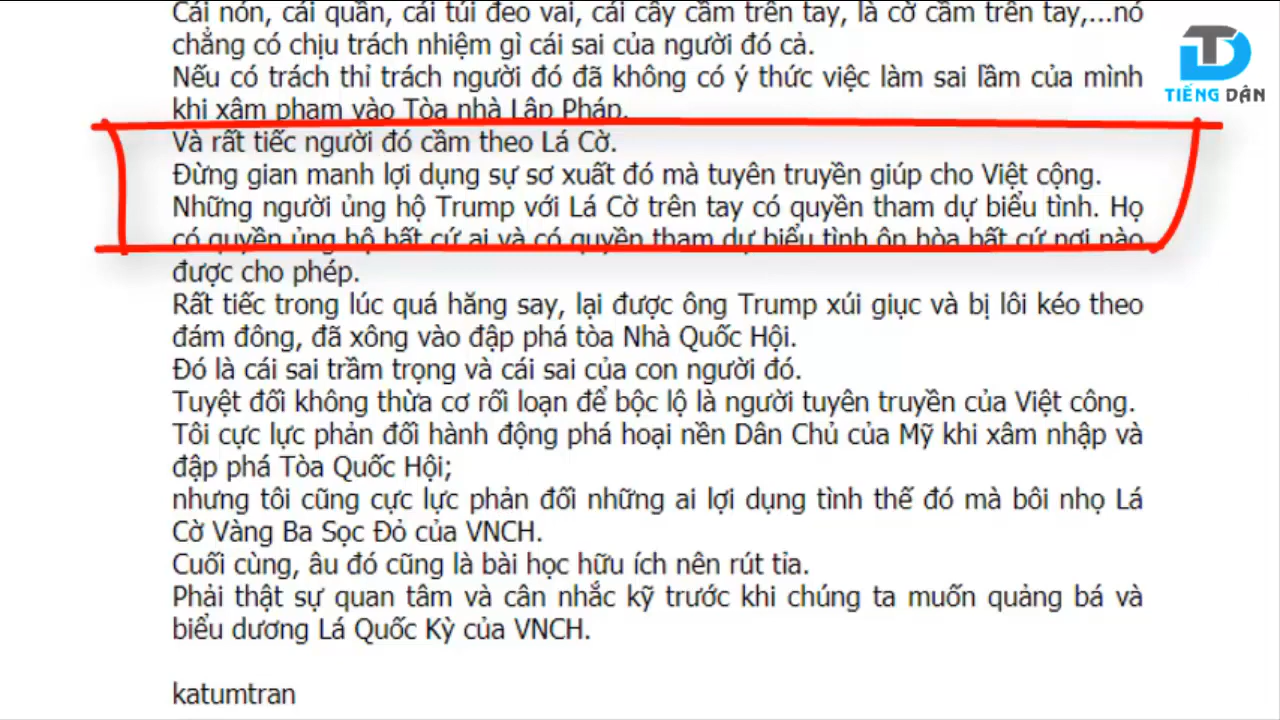 Cái nón, cái quần, cái túi đeo vai, cái cây cầm trên tay, là cờ cầm trên tay,...nó
chẳng có chịu trách nhiệm gì cái sai của người đó cả.
Nếu có trách thỉ trách người đó đã không có ý thức việc làm sai lầm của mình
khi xâm phạm vào Tòa nhà Lập Pháp.
Và rất tiếc người đó cầm theo Lá Cờ.
Đừng gian manh lợi dụng sự sơ xuất đó mà tuyên truyền giúp cho Việt cộng.
Những người ủng hộ Trump với Lá Cờ trên tay có quyền tham dự biểu tình. Họ
có quyền ủng hộ bất cứ ai và có quyền tham dự biểu tình ôn hòa bất cứ nơi nào
được cho phép.
Rất tiếc trong lúc quá hăng say, lại được ông Trump xúi giục và bị lôi kéo theo
đám đông, đã xông vào đập phá tòa Nhà Quốc Hội.
Đó là cái sai trầm trọng và cái sai của con người đó.
Tuyệt đối không thừa cơ rối loạn để bộc lộ là người tuyên truyền của Việt công.
Tôi cực lực phản đối hành động phá hoại nền Dân Chủ của Mỹ khi xâm nhập và
đập phá Tòa Quốc Hội;
nhưng tôi cũng cực lực phản đối những ai lợi dụng tình thế đó mà bôi nhọ Lá
Cờ Vàng Ba Sọc Đỏ của VNCH.
Cuối cùng, âu đó cũng là bài học hữu ích nên rút tỉa.
Phải thật sự quan tâm và cân nhắc kỹ trước khi chúng ta muốn quảng bá và
biểu dương Lá Quốc Kỳ của VNCH.
katumtran
TIẾNG DÂN